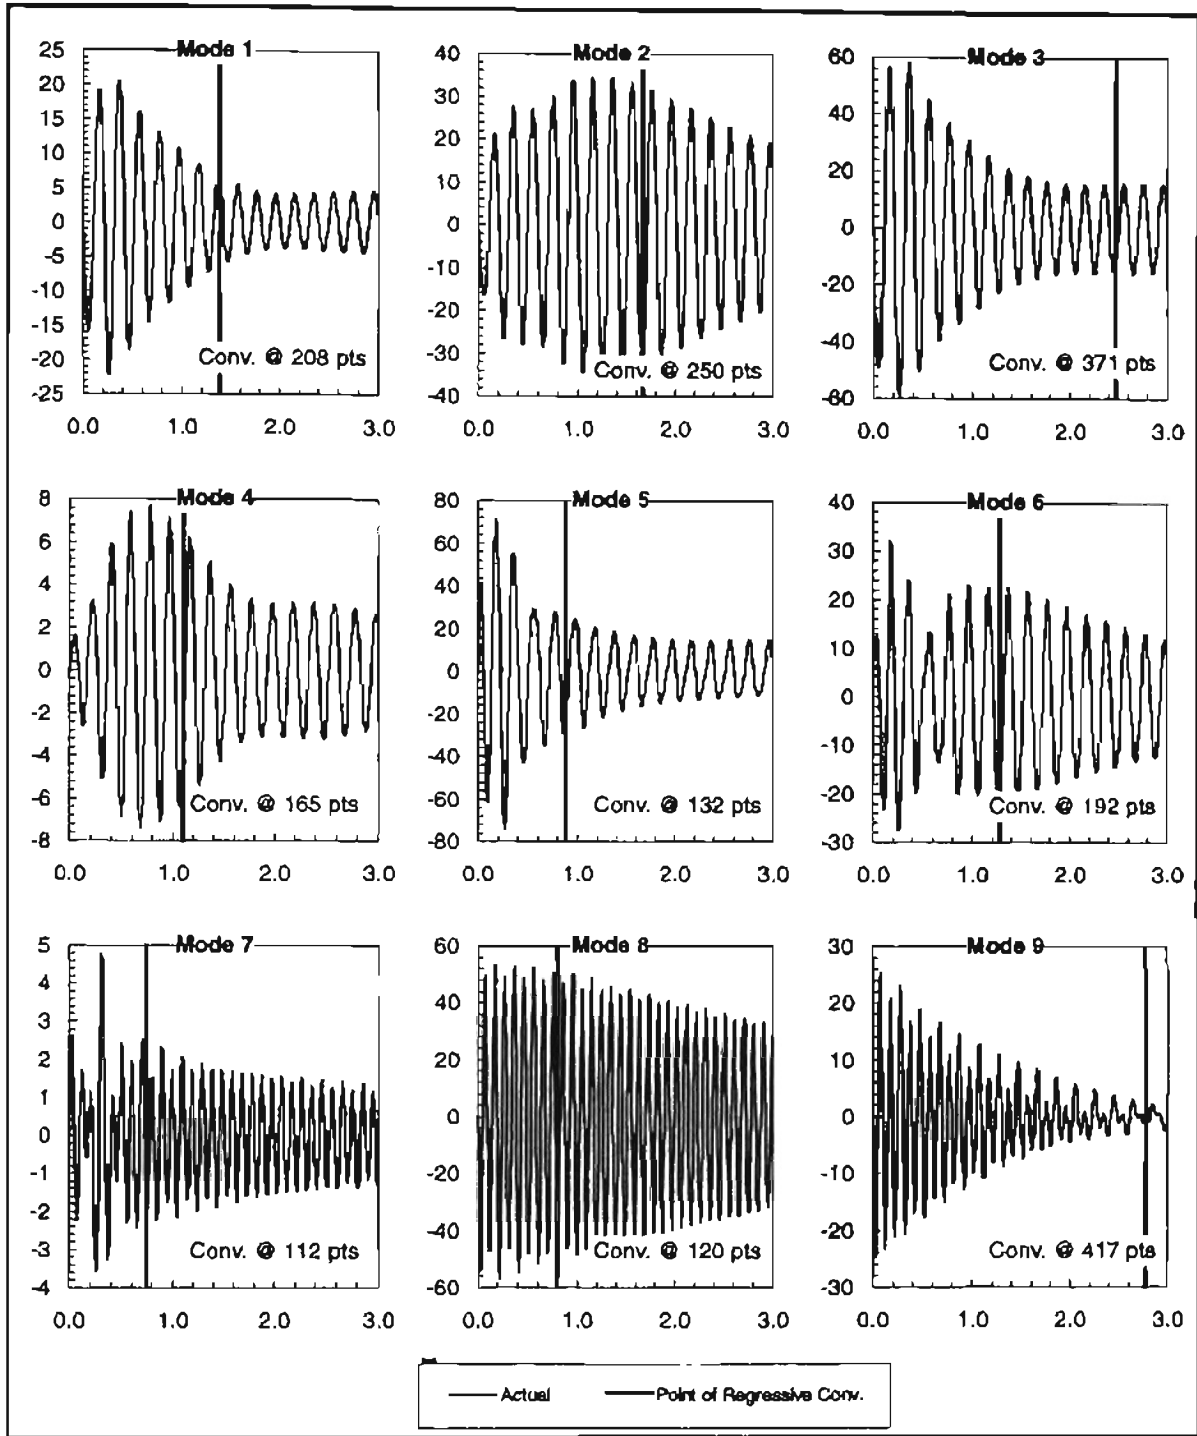 Mode 1
25
20
15
10
5
0
-5
-10
-15
-20
-25
Conv. @ 208 pts
0.0 1.0 2.0 3.0
Mode 2
40
30
20
10
0
-10
-20
-30
-40
Conv. @ 250 pts
0.0 1.0 2.0 3.0
Mode 3
60
40
20
0
-20
-40
-60
Conv. @ 371 pts
0.0 1.0 2.0 3.0
Mode 4
8
6
4
2
0
-2
-4
-6
-8
Conv. @ 165 pts
0.0 1.0 2.0 3.0
Mode 5
80
60
40
20
0
-20
-40
-60
-80
Conv. @ 132 pts
0.0 1.0 2.0 3.0
Mode 6
40
30
20
10
0
-10
-20
-30
Conv. @ 192 pts
0.0 1.0 2.0 3.0
Mode 7
5
4
3
2
1
0
-1
-2
-3
-4
Conv. @ 112 pts
0.0 1.0 2.0 3.0
Mode 8
60
40
20
0
-20
-40
-60
Conv. @ 120 pts
0.0 1.0 2.0 3.0
Mode 9
30
20
10
0
-10
-20
-30
Conv. @ 417 pts
0.0 1.0 2.0 3.0
Actual Point of Regressive Conv.